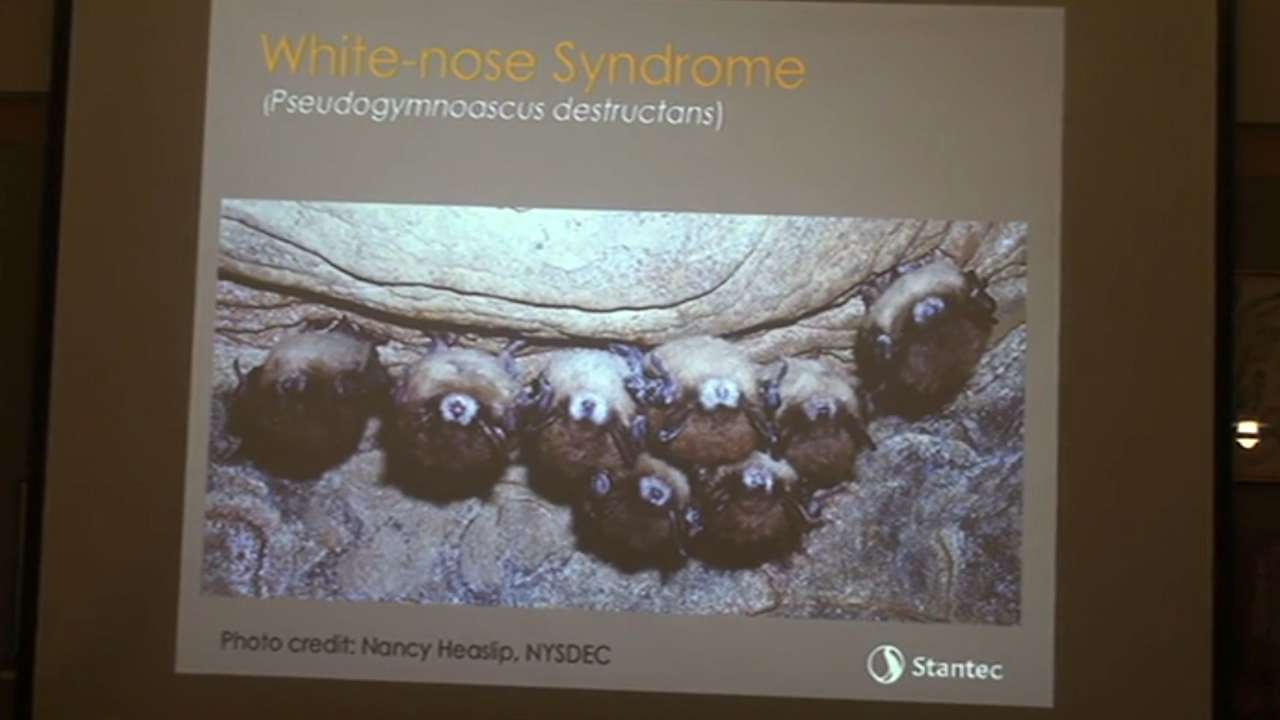 White-nose Syndrome
(Pseudogymnoascus destructans)
Photo credit: Nancy Heaslip, NYSDEC
Stantec